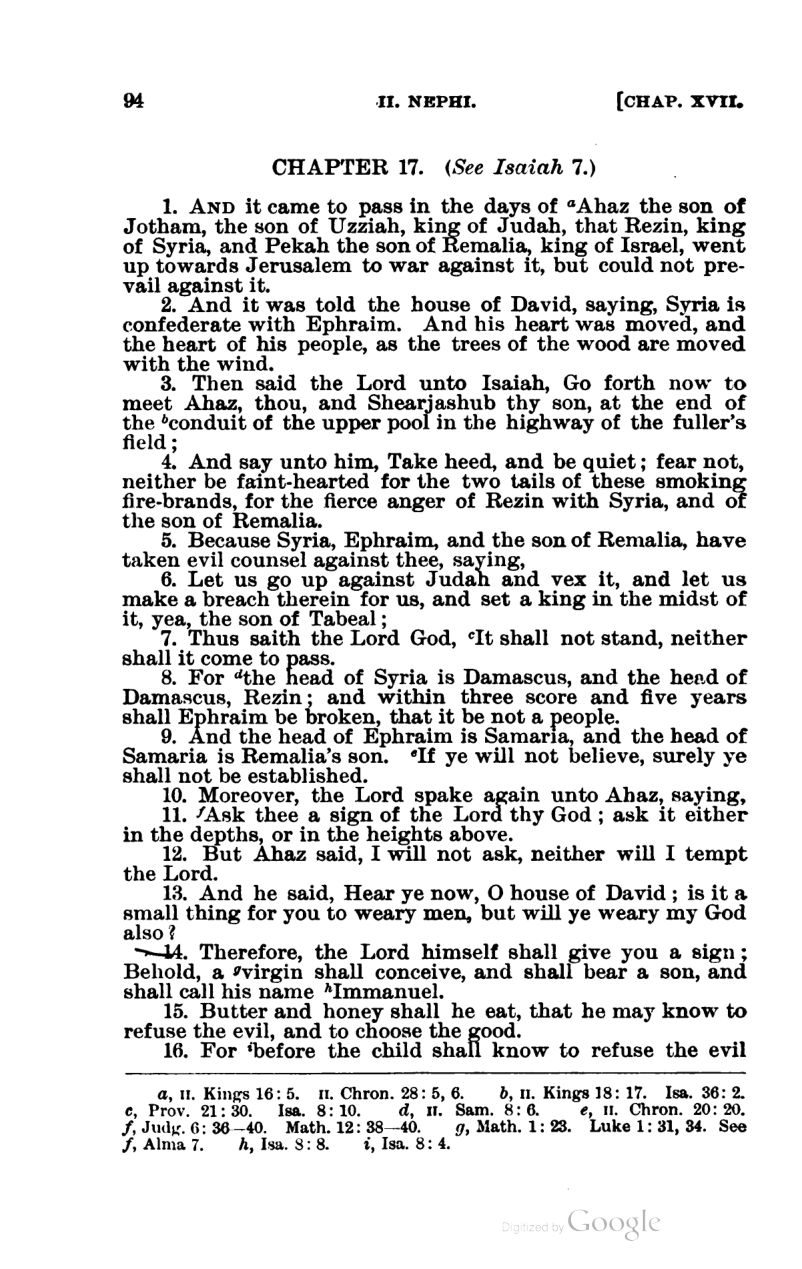 94 II. NEPHI. [CHAP. XVII.
CHAPTER 17. (See Isaiah 7.)
1. AND it came to pass in the days of ᵃAhaz the son of
Jotham, the son of Uzziah, king of Judah, that Rezin, king
of Syria, and Pekah the son of Remalia, king of Israel, went
up towards Jerusalem to war against it, but could not pre-
vail against it.
2. And it was told the house of David, saying, Syria is
confederate with Ephraim. And his heart was moved, and
the heart of his people, as the trees of the wood are moved
with the wind.
3. Then said the Lord unto Isaiah, Go forth now to
meet Ahaz, thou, and Shearjashub thy son, at the end of
the ᵇconduit of the upper pool in the highway of the fuller's
field;
4. And say unto him, Take heed, and be quiet; fear not,
neither be faint-hearted for the two tails of these smoking
fire-brands, for the fierce anger of Rezin with Syria, and of
the son of Remalia.
5. Because Syria, Ephraim, and the son of Remalia, have
taken evil counsel against thee, saying,
6. Let us go up against Judah and vex it, and let us
make a breach therein for us, and set a king in the midst of
it, yea, the son of Tabeal;
7. Thus saith the Lord God, ᶜIt shall not stand, neither
shall it come to pass.
8. For ᵈthe head of Syria is Damascus, and the head of
Damascus, Rezin; and within three score and five years
shall Ephraim be broken, that it be not a people.
9. And the head of Ephraim is Samaria, and the head of
Samaria is Remalia's son. ᵉIf ye will not believe, surely ye
shall not be established.
10. Moreover, the Lord spake again unto Ahaz, saying,
11. ᶠAsk thee a sign of the Lord thy God; ask it either
in the depths, or in the heights above.
12. But Ahaz said, I will not ask, neither will I tempt
the Lord.
13. And he said, Hear ye now, O house of David; is it a
small thing for you to weary men, but will ye weary my God
also?
14. Therefore, the Lord himself shall give you a sign;
Behold, a ᵍvirgin shall conceive, and shall bear a son, and
shall call his name ʰImmanuel.
15. Butter and honey shall he eat, that he may know to
refuse the evil, and to choose the good.
16. For ⁱbefore the child shall know to refuse the evil
a, II. Kings 16: 5. II. Chron. 28: 5, 6. b, II. Kings 18: 17. Isa. 36: 2.
c, Prov. 21: 30. Isa. 8: 10. d, II. Sam. 8: 6. e, II. Chron. 20: 20.
f, Judg. 6: 36—40. Math. 12: 38—40. g, Math. 1: 23. Luke 1: 31, 34. See
f, Alma 7. h, Isa. 8: 8. i, Isa. 8: 4.
Digitized by Google